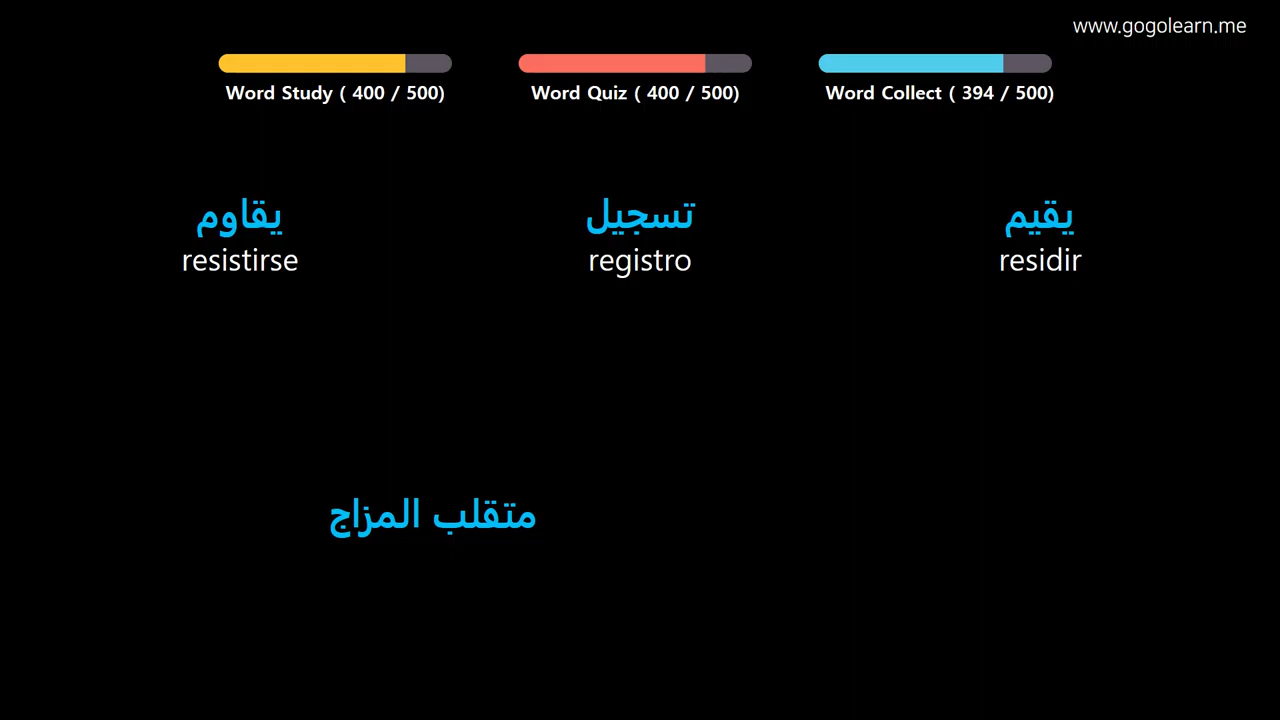 www.gogolearn.me
Word Study ( 400 / 500)
Word Quiz ( 400 / 500)
Word Collect ( 394 / 500)
يقاوم
resistirse
تسجيل
registro
يقيم
residir
متقلب المزاج